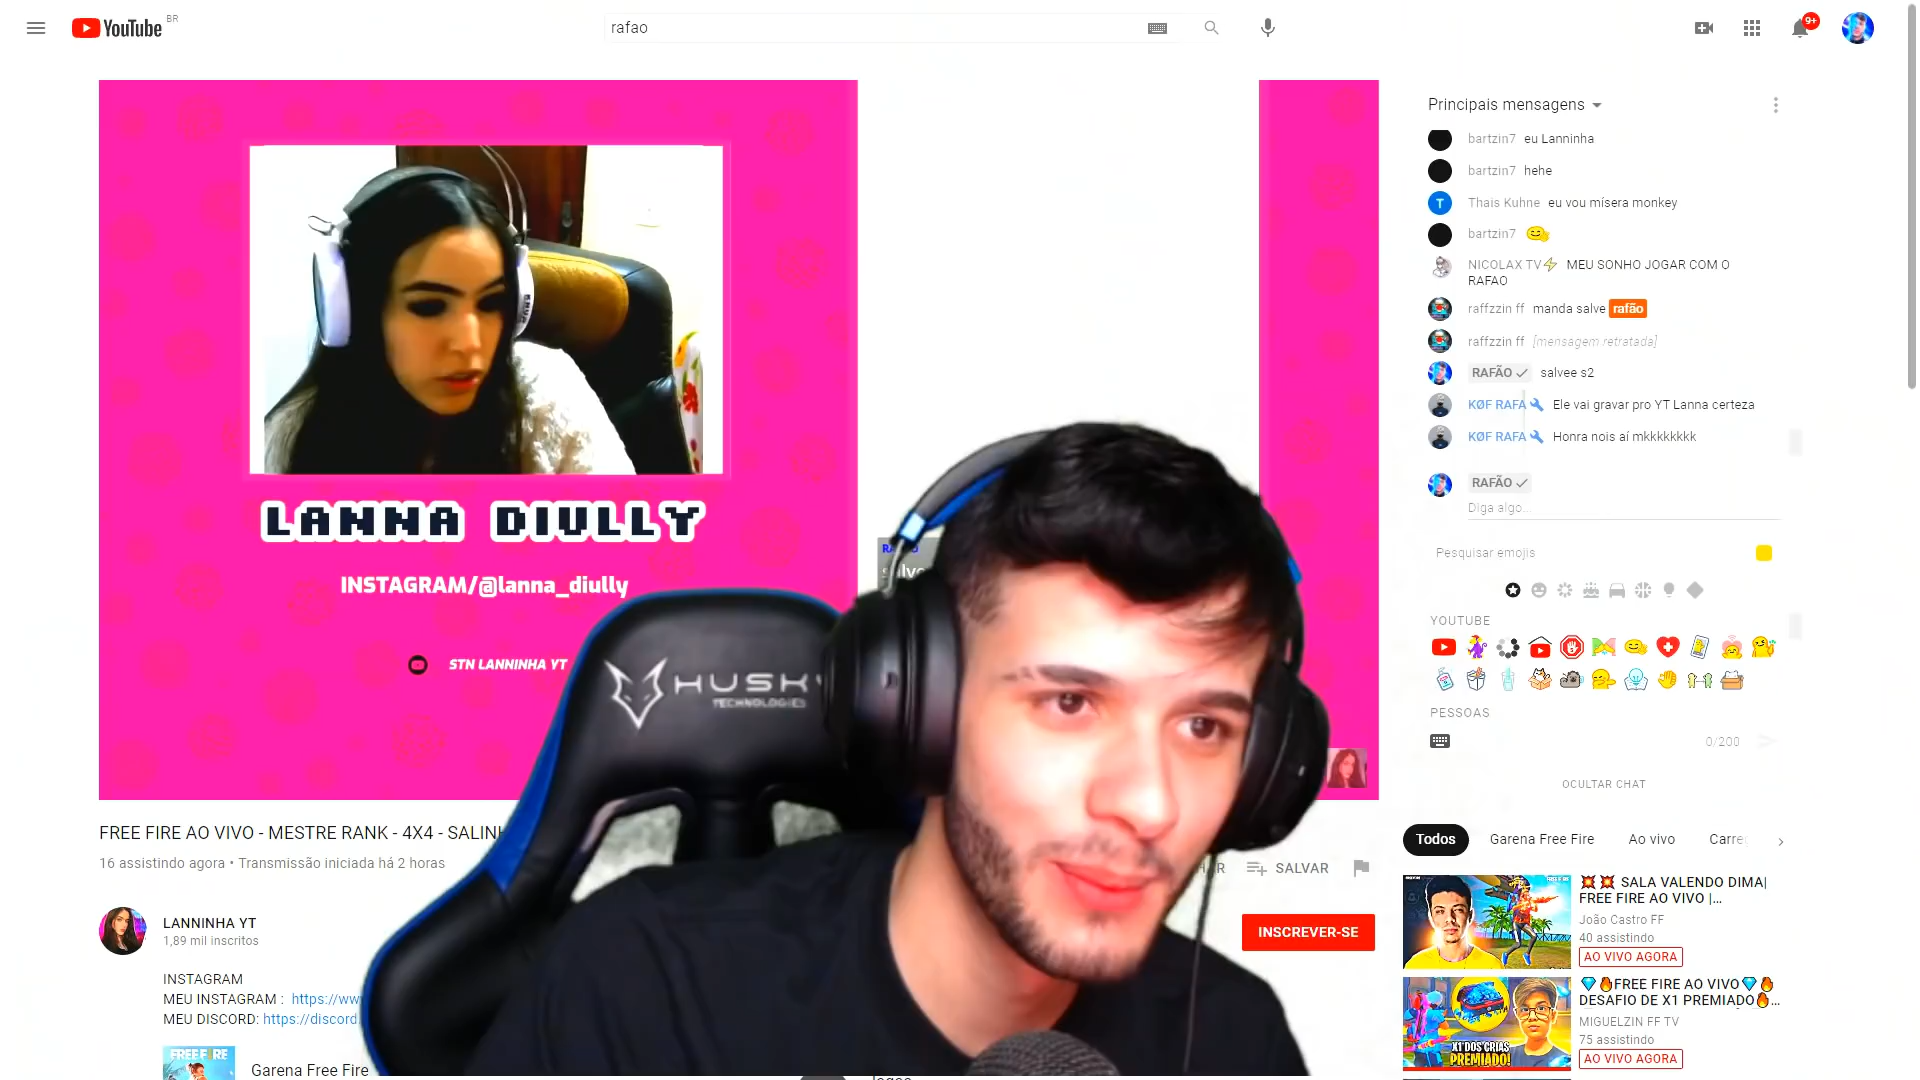 YouTube BR
rafao
9+
Principais mensagens
bartzin7 eu Lanninha
bartzin7 hehe
T
Thais Kuhne eu vou mísera monkey
bartzin7
NICOLAX TV⚡ MEU SONHO JOGAR COM O
RAFAO
raffzzin ff manda salve rafão
raffzzin ff [mensagem retratada]
RAFÃO salvee s2
KØF RAFA Ele vai gravar pro YT Lanna certeza
KØF RAFA Honra nois aí mkkkkkkkk
RAFÃO
Diga algo...
Pesquisar emojis
YOUTUBE
PESSOAS
0/200
OCULTAR CHAT
LANNA DIULLY
INSTAGRAM/@lanna_diully
STN LANNINHA YT
HUSKY
TECHNOLOGIES
FREE FIRE AO VIVO - MESTRE RANK - 4X4 - SALINH
16 assistindo agora • Transmissão iniciada há 2 horas
SALVAR
LANNINHA YT
1,89 mil inscritos
INSCREVER-SE
INSTAGRAM
MEU INSTAGRAM : https://ww
MEU DISCORD: https://discord.
FREE FIRE
Garena Free Fire
Todos
Garena Free Fire
Ao vivo
Carre
💥💥 SALA VALENDO DIMA|
FREE FIRE AO VIVO |...
João Castro FF
40 assistindo
AO VIVO AGORA
💎🔥FREE FIRE AO VIVO💎🔥
DESAFIO DE X1 PREMIADO🔥...
MIGUELZIN FF TV
75 assistindo
AO VIVO AGORA
X1 DOS CRIAS
PREMIADO!